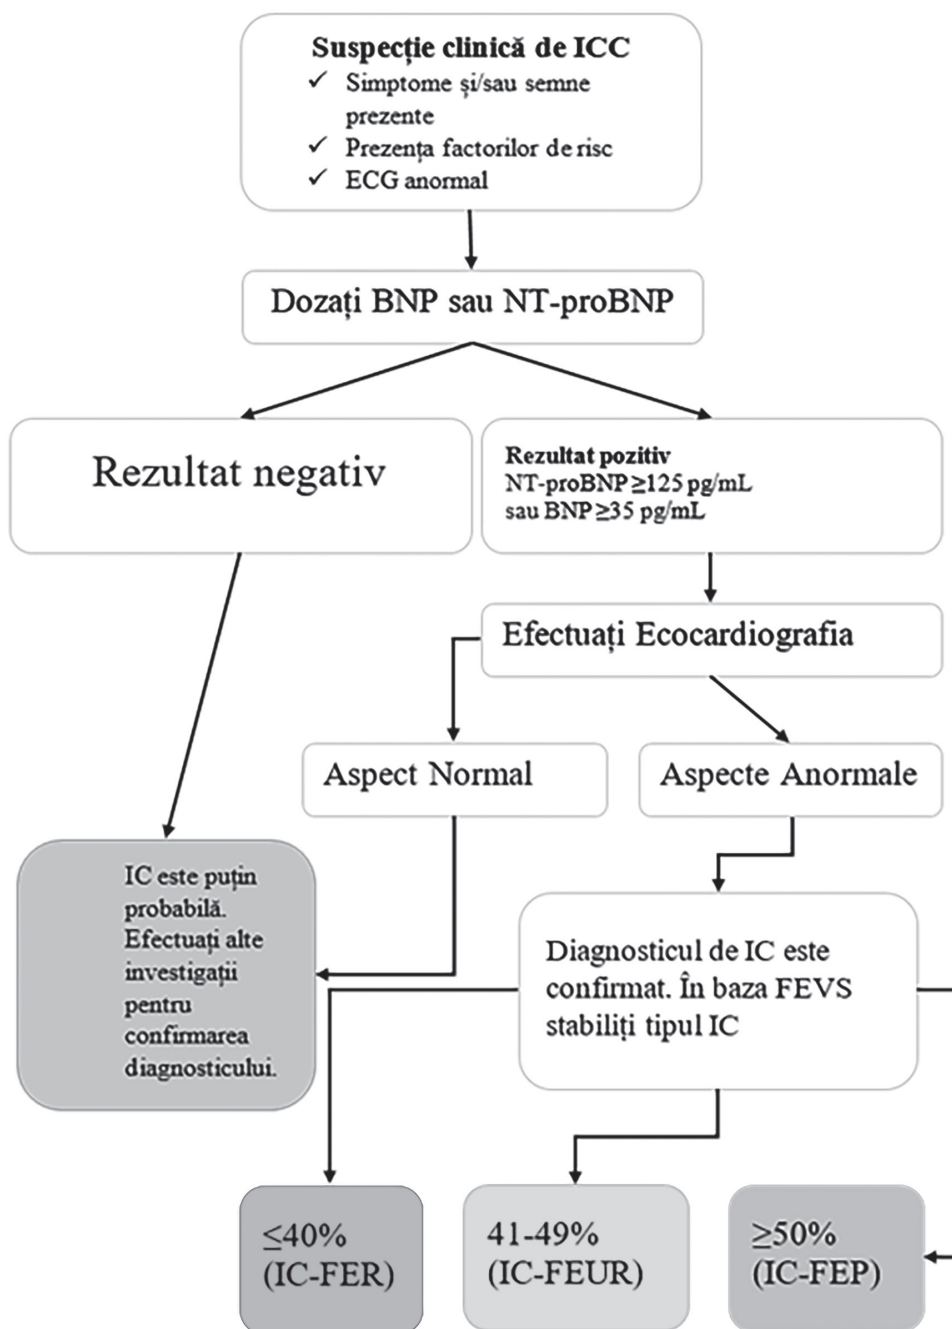 Suspecție clinică de ICC
✓ Simptome și/sau semne
prezente
✓ Prezența factorilor de risc
✓ ECG anormal
Dozați BNP sau NT-proBNP
Rezultat negativ
Rezultat pozitiv
NT-proBNP ≥125 pg/mL
sau BNP ≥35 pg/mL
Efectuați Ecocardiografia
Aspect Normal
Aspecte Anormale
IC este puțin
probabilă.
Efectuați alte
investigații
pentru
confirmarea
diagnosticului.
Diagnosticul de IC este
confirmat. În baza FEVS
stabiliți tipul IC
≤40%
(IC-FER)
41-49%
(IC-FEUR)
≥50%
(IC-FEP)